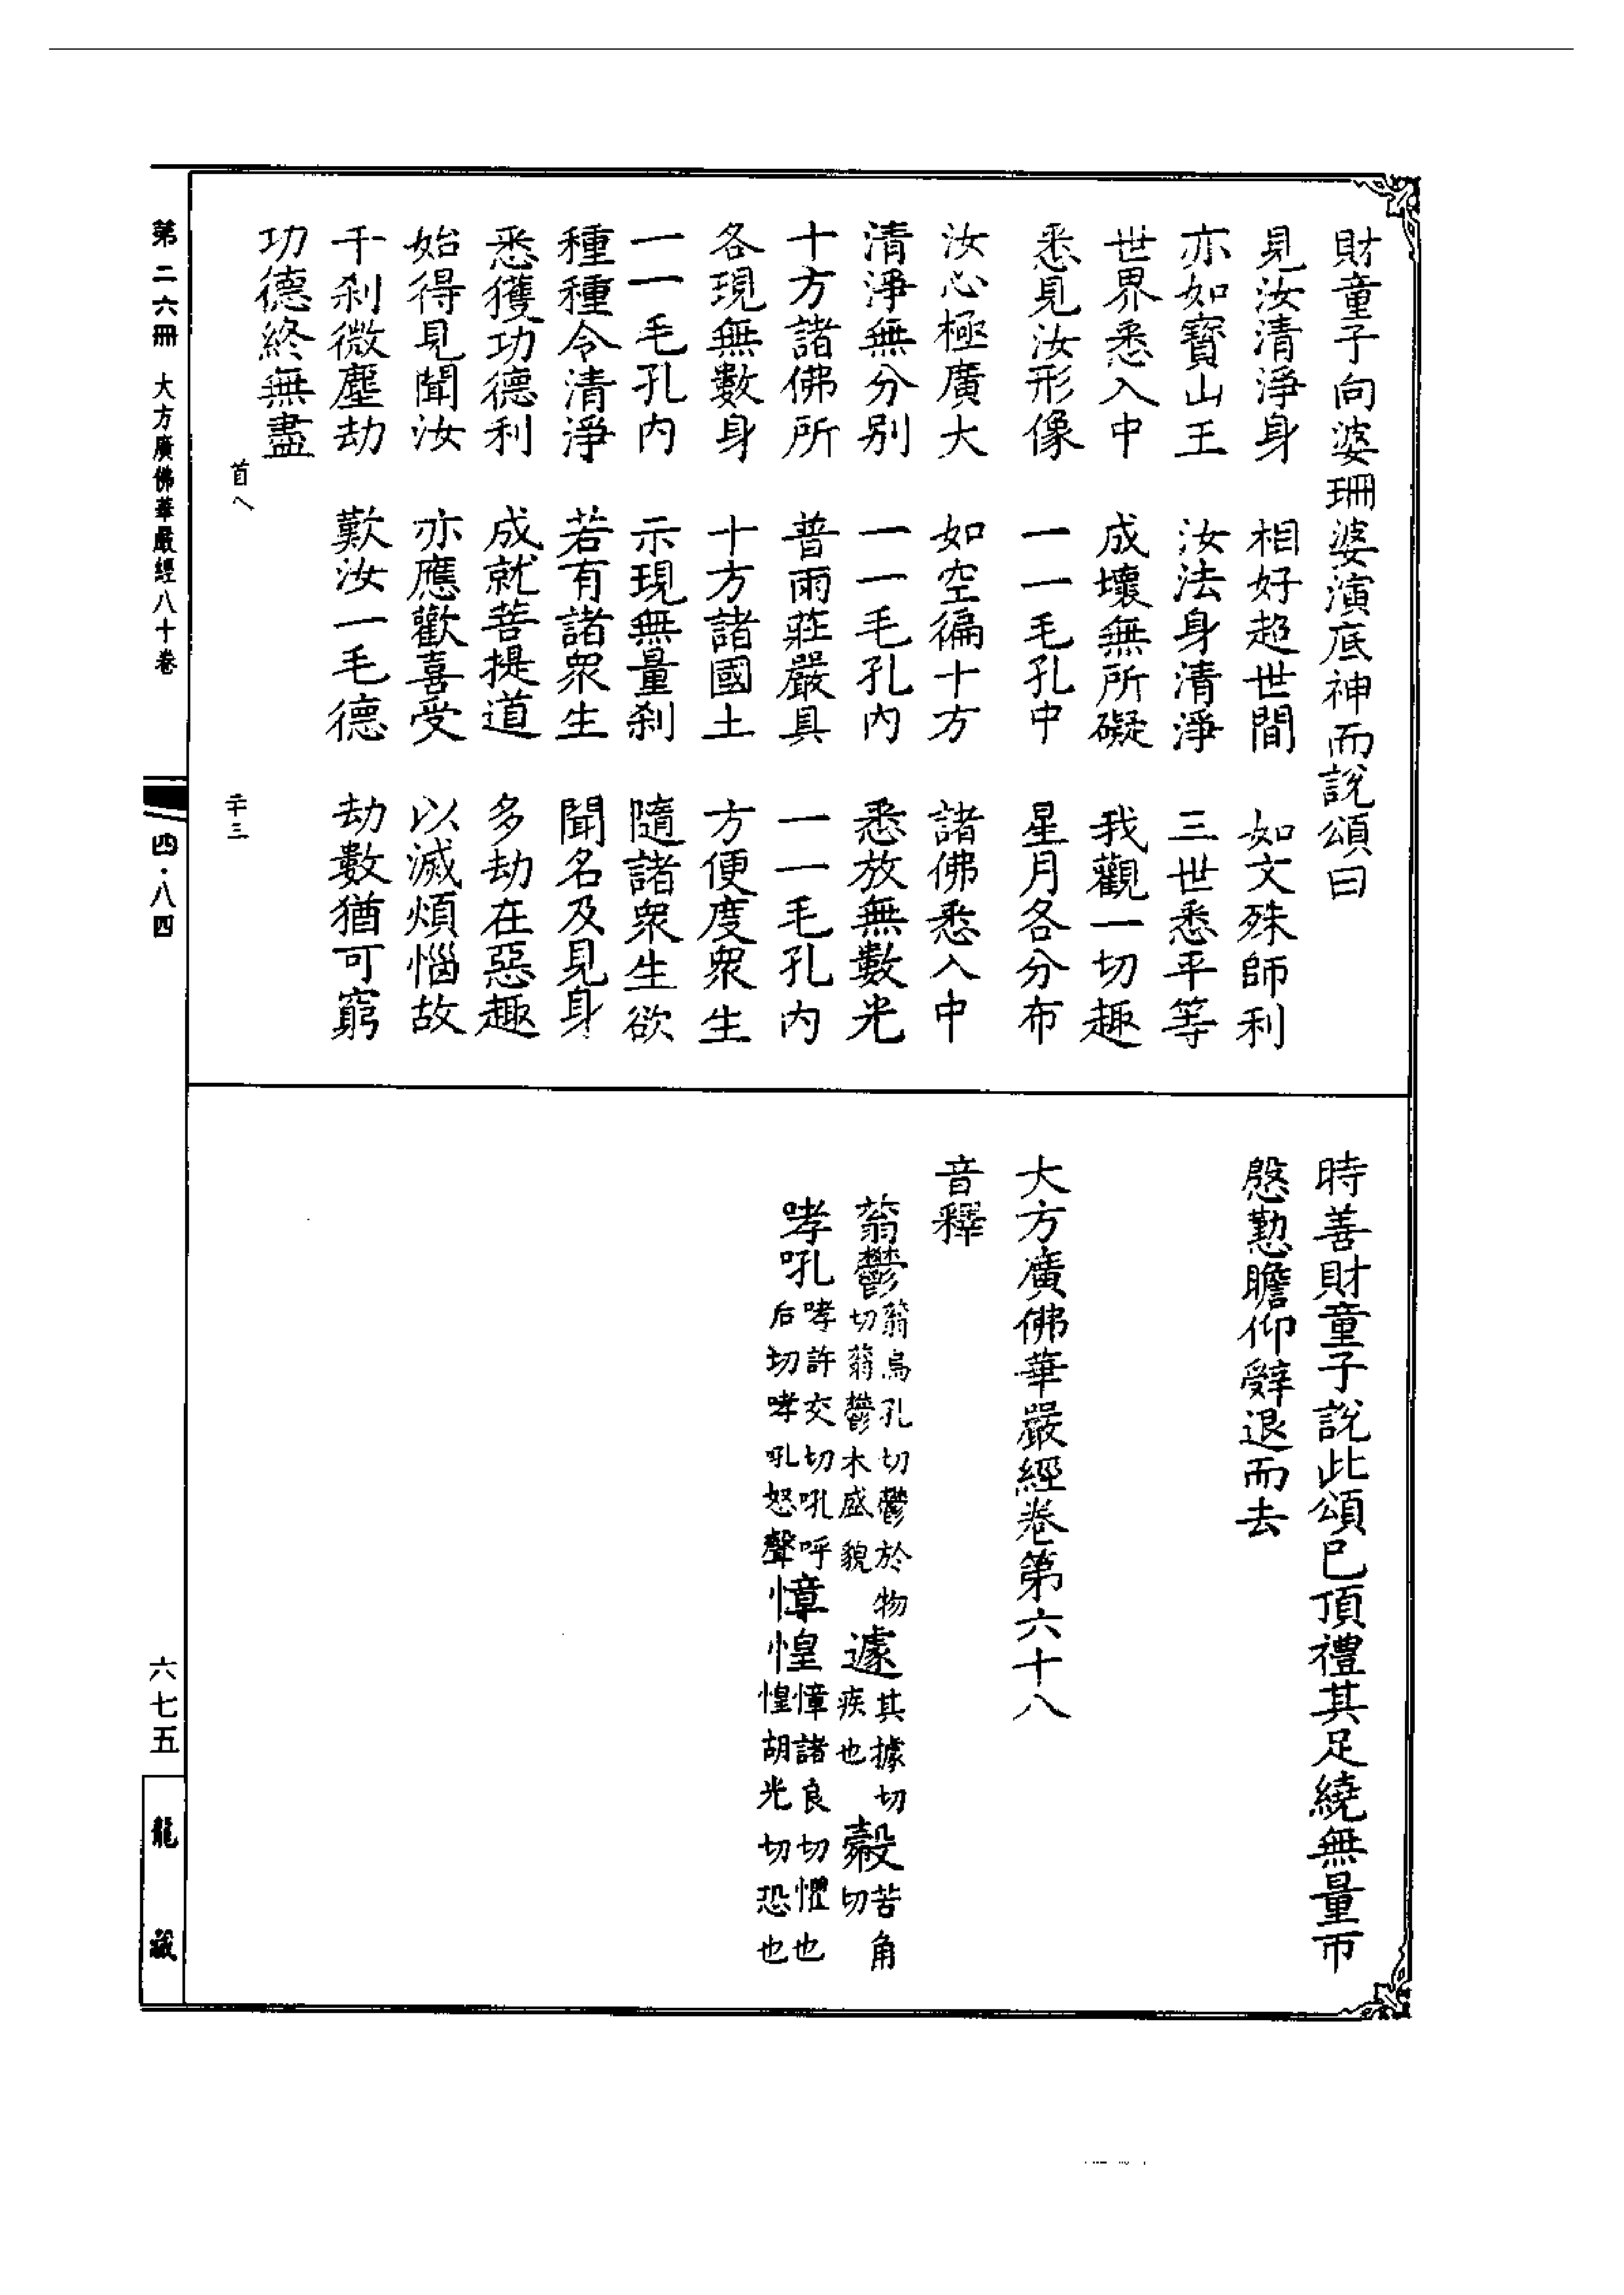 財童子向婆珊婆演底神而說頌曰
見汝清淨身　相好超世間　如文殊師利
亦如寶山王　汝法身清淨　三世悉平等
世界悉入中　成壞無所礙　我觀一切趣
悉見汝形像　一一毛孔中　星月各分布
汝心極廣大　如空徧十方　諸佛悉入中
清淨無分別　一一毛孔內　悉放無數光
十方諸佛所　普雨莊嚴具　一一毛孔內
各現無數身　十方諸國土　方便度眾生
一一毛孔內　示現無量剎　隨諸眾生欲
種種令清淨　若有諸眾生　聞名及見身
悉獲功德利　成就菩提道　多劫在惡趣
始得見聞汝　亦應歡喜受　以滅煩惱故
千剎微塵劫　歎汝一毛德　劫數猶可窮
功德終無盡
首八　二十三
時善財童子說此頌已頂禮其足繞無量帀
慇懃瞻仰辭退而去
大方廣佛華嚴經卷第六十八
音釋
蓊鬱蓊烏孔切鬱於物切蓊鬱木盛貌　遽其據切疾也　㲉苦角切
哮吼哮許交切吼呼后切哮吼怒聲　慞惶慞諸良切懼也惶胡光切恐也
第二六冊　大方廣佛華嚴經八十卷　四·八四　六七五　龍藏